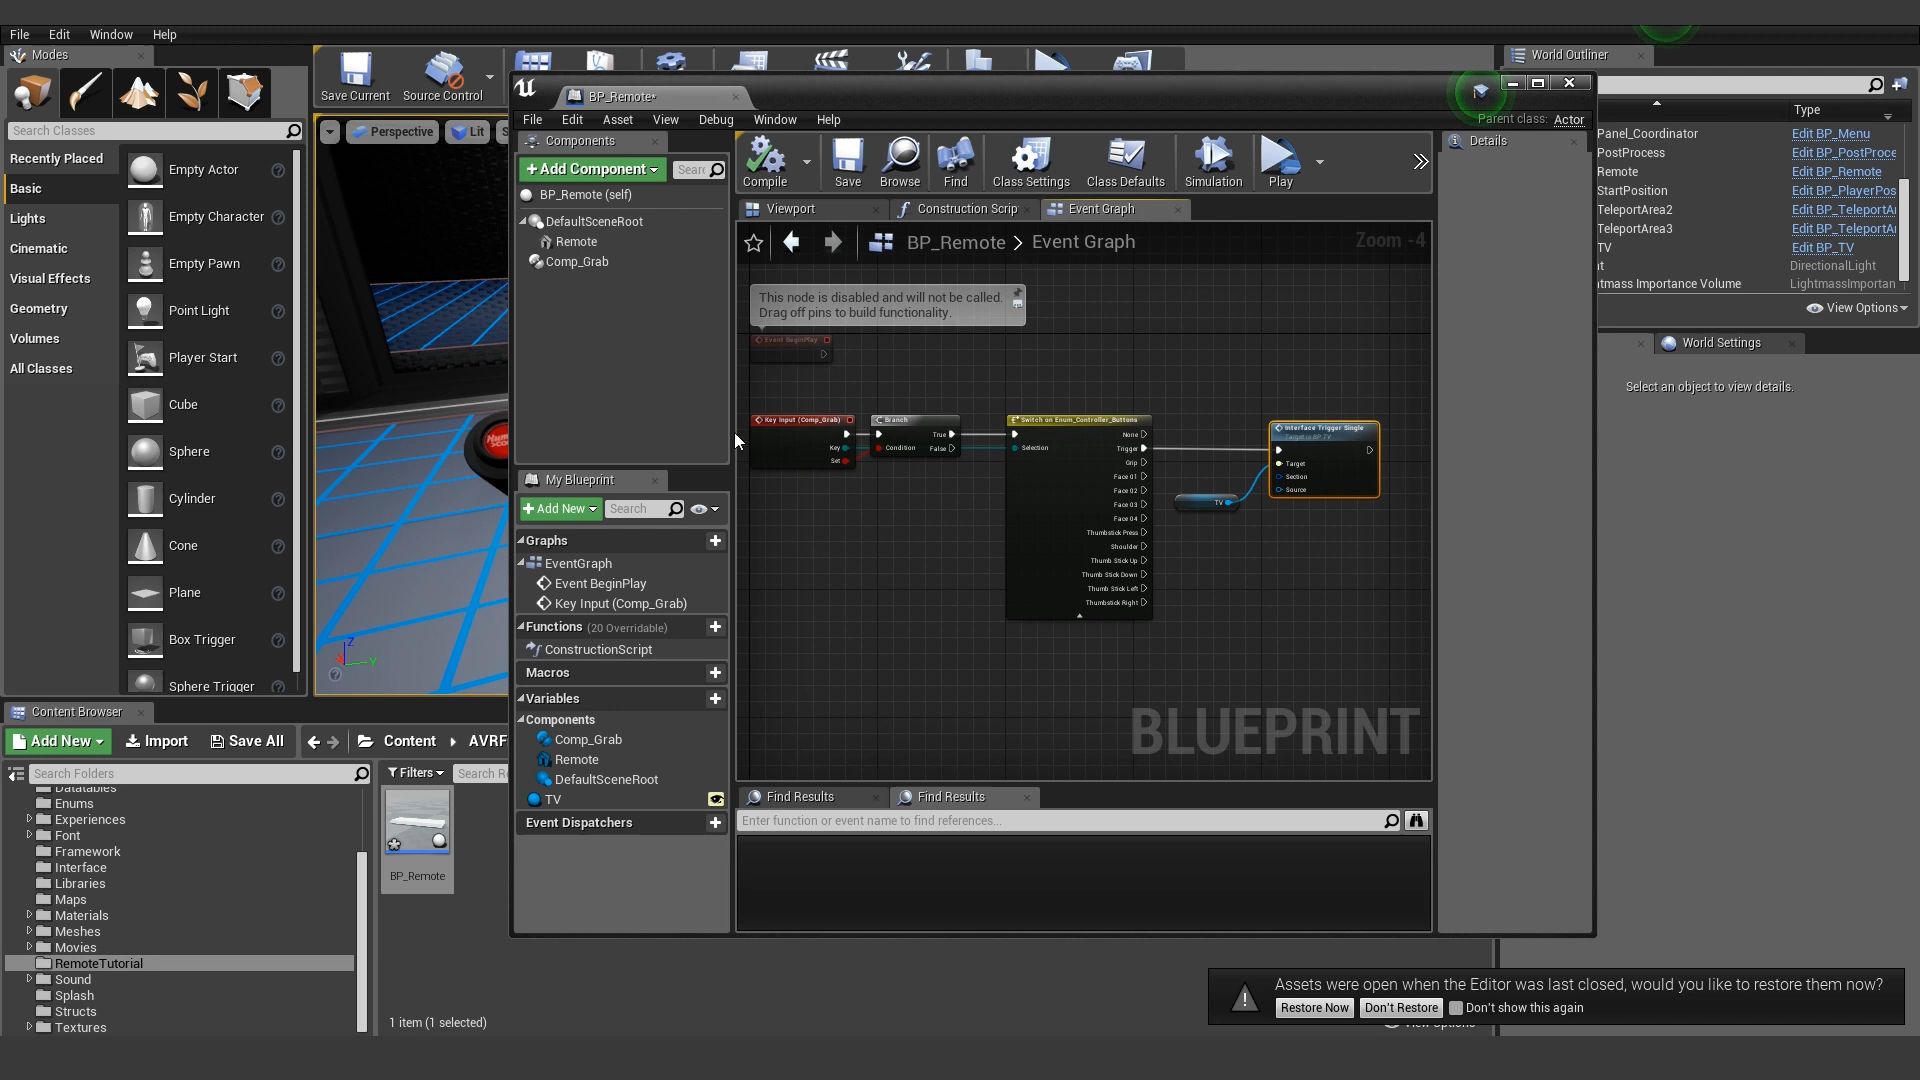 File Edit Window Help
Modes
Save Current
Source Control
Search Classes
Recently Placed
Basic
Lights
Cinematic
Visual Effects
Geometry
Volumes
All Classes
Empty Actor
Empty Character
Empty Pawn
Point Light
Player Start
Cube
Sphere
Cylinder
Cone
Plane
Box Trigger
Sphere Trigger
Perspective
Lit
Z
Y
BP_Remote*
File Edit Asset View Debug Window Help
Parent class: Actor
Components
+Add Component
BP_Remote (self)
DefaultSceneRoot
Remote
Comp_Grab
My Blueprint
+Add New
Search
Graphs
EventGraph
Event BeginPlay
Key Input (Comp_Grab)
Functions (20 Overridable)
ConstructionScript
Macros
Variables
Components
Comp_Grab
Remote
DefaultSceneRoot
TV
Event Dispatchers
Compile
Save
Browse
Find
Class Settings
Class Defaults
Simulation
Play
Viewport
Construction Scrip
Event Graph
BP_Remote > Event Graph
Zoom -4
This node is disabled and will not be called.
Drag off pins to build functionality.
Event BeginPlay
Key Input (Comp_Grab)
Key
Set
Branch
True
Condition
False
Switch on Enum_Controller_Buttons
None
Selection
Trigger
Grip
Face 01
Face 02
Face 03
Face 04
Thumbstick Press
Shoulder
Thumb Stick Up
Thumb Stick Down
Thumb Stick Left
Thumbstick Right
TV
Interface Trigger Single
Target is BP TV
Target
Section
Source
BLUEPRINT
Find Results
Find Results
Enter function or event name to find references...
Details
World Outliner
Type
Panel_Coordinator Edit BP_Menu
PostProcess Edit BP_PostProce
Remote Edit BP_Remote
StartPosition Edit BP_PlayerPos
TeleportArea2 Edit BP_TeleportAr
TeleportArea3 Edit BP_TeleportAr
TV Edit BP_TV
DirectionalLight
tmass Importance Volume LightmassImportan
View Options
World Settings
Select an object to view details.
Content Browser
Add New
Import
Save All
Content
AVRF
Search Folders
Filters
Search R
Datatables
Enums
Experiences
Font
Framework
Interface
Libraries
Maps
Materials
Meshes
Movies
RemoteTutorial
Sound
Splash
Structs
Textures
BP_Remote
1 item (1 selected)
Assets were open when the Editor was last closed, would you like to restore them now?
Restore Now
Don't Restore
Don't show this again
View Options